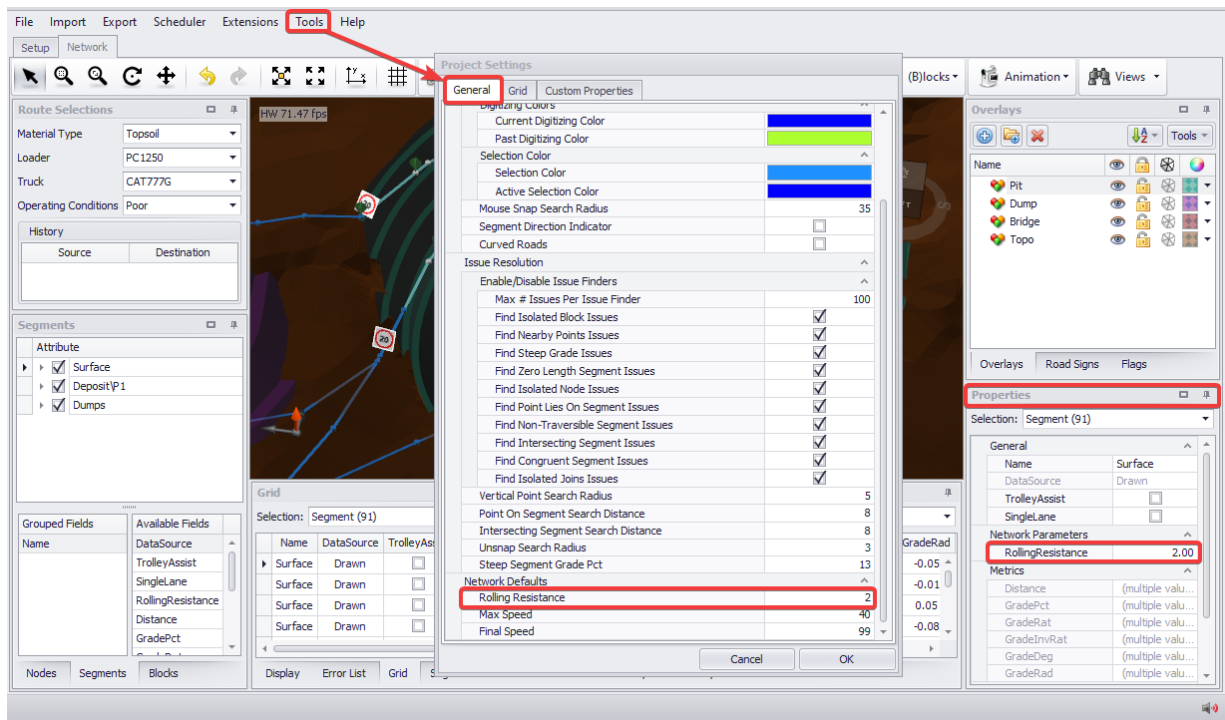 File Import Export Scheduler Extensions Tools Help
Setup Network
(B)locks Animation Views
Route Selections
Material Type Topsoil
Loader PC1250
Truck CAT777G
Operating Conditions Poor
History
Source Destination
Segments
Attribute
Surface
Deposit\P1
Dumps
Grouped Fields Available Fields
Name DataSource
TrolleyAssist
SingleLane
RollingResistance
Distance
GradePct
Nodes Segments Blocks
HW 71.47 fps
20
Grid
Selection: Segment (91)
Name DataSource TrolleyAss GradeRad
Surface Drawn -0.05
Surface Drawn -0.01
Surface Drawn 0.05
Surface Drawn -0.08
Display Error List Grid
Project Settings
General Grid Custom Properties
Digitizing Colors
Current Digitizing Color
Past Digitizing Color
Selection Color
Selection Color
Active Selection Color
Mouse Snap Search Radius 35
Segment Direction Indicator
Curved Roads
Issue Resolution
Enable/Disable Issue Finders
Max # Issues Per Issue Finder 100
Find Isolated Block Issues
Find Nearby Points Issues
Find Steep Grade Issues
Find Zero Length Segment Issues
Find Isolated Node Issues
Find Point Lies On Segment Issues
Find Non-Traversible Segment Issues
Find Intersecting Segment Issues
Find Congruent Segment Issues
Find Isolated Joins Issues
Vertical Point Search Radius 5
Point On Segment Search Distance 8
Intersecting Segment Search Distance 8
Unsnap Search Radius 3
Steep Segment Grade Pct 13
Network Defaults
Rolling Resistance 2
Max Speed 40
Final Speed 99
Cancel OK
Overlays
Tools
Name
Pit
Dump
Bridge
Topo
Overlays Road Signs Flags
Properties
Selection: Segment (91)
General
Name Surface
DataSource Drawn
TrolleyAssist
SingleLane
Network Parameters
RollingResistance 2.00
Metrics
Distance (multiple valu...
GradePct (multiple valu...
GradeRat (multiple valu...
GradeInvRat (multiple valu...
GradeDeg (multiple valu...
GradeRad (multiple valu...